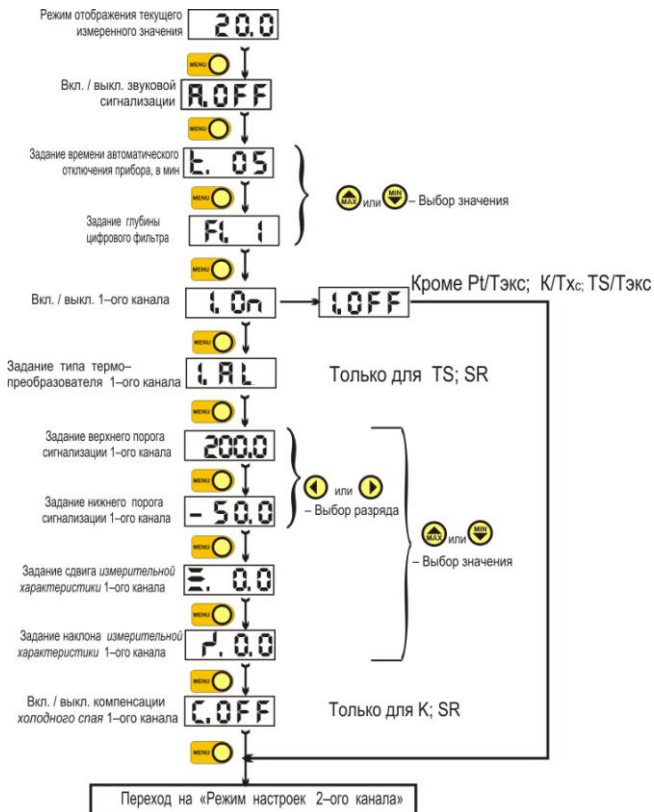 Режим отображения текущего
измеренного значения
20.0
MENU
Вкл. / выкл. звуковой
сигнализации
A.OFF
MENU
Задание времени автоматического
отключения прибора, в мин
t. 05
MENU
MAX или MIN – Выбор значения
Задание глубины
цифрового фильтра
FL 1
MENU
Кроме Pt/Тэкс; К/Тхс; TS/Тэкс
Вкл. / выкл. 1–ого канала
1. On
1.OFF
MENU
Задание типа термо–
преобразователя 1–ого канала
1. AL
Только для TS; SR
MENU
Задание верхнего порога
сигнализации 1–ого канала
200.0
MENU
или
– Выбор разряда
Задание нижнего порога
сигнализации 1–ого канала
- 50.0
MAX или MIN
– Выбор значения
MENU
Задание сдвига измерительной
характеристики 1–ого канала
0.0
MENU
Задание наклона измерительной
характеристики 1–ого канала
0.0
MENU
Вкл. / выкл. компенсации
холодного спая 1–ого канала
C.OFF
Только для K; SR
MENU
Переход на «Режим настроек 2–ого канала»